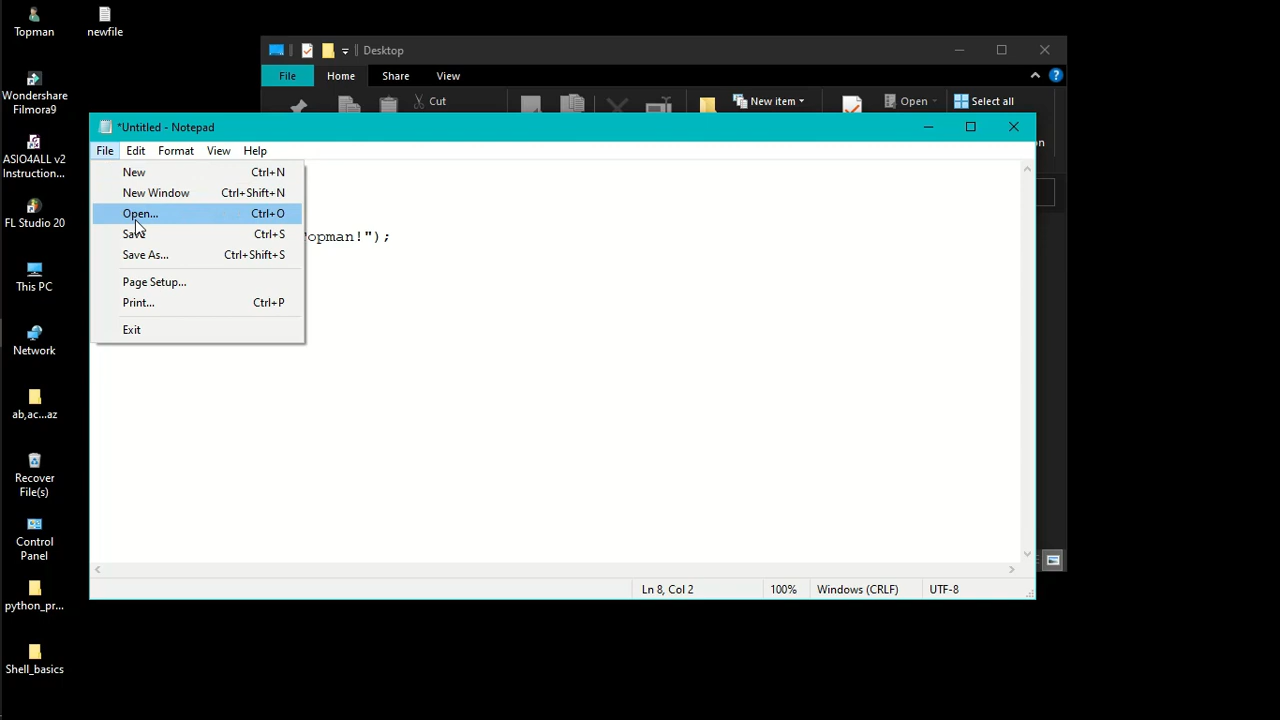 Topman
newfile
Wondershare
Filmora9
ASIO4ALL v2
Instruction...
FL Studio 20
This PC
Network
ab,ac...az
Recover
File(s)
Control
Panel
python_pr...
Shell_basics
Desktop
File Home Share View
Cut
New item
Open
Select all
on
*Untitled - Notepad
File Edit Format View Help
New Ctrl+N
New Window Ctrl+Shift+N
Open... Ctrl+O
Save Ctrl+S
Save As... Ctrl+Shift+S
Page Setup...
Print... Ctrl+P
Exit
opman!");
Ln 8, Col 2 100% Windows (CRLF) UTF-8